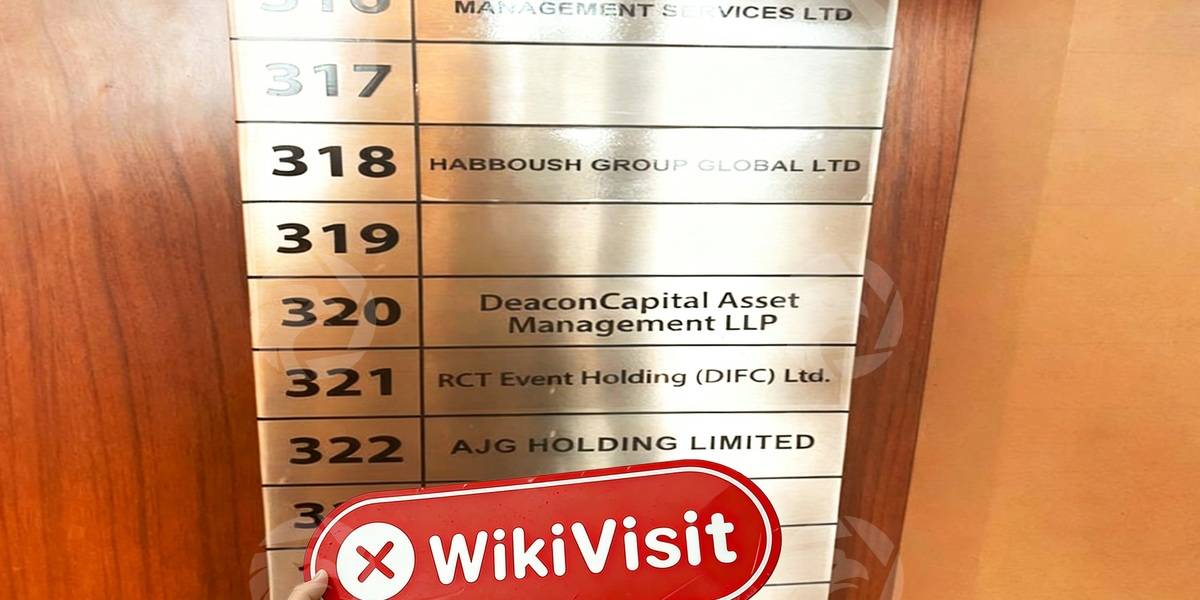 316
MANAGEMENT SERVICES LTD
317
318
HABBOUSH GROUP GLOBAL LTD
319
320
DeaconCapital Asset
Management LLP
321
RCT Event Holding (DIFC) Ltd.
322
AJG HOLDING LIMITED
WikiVisit